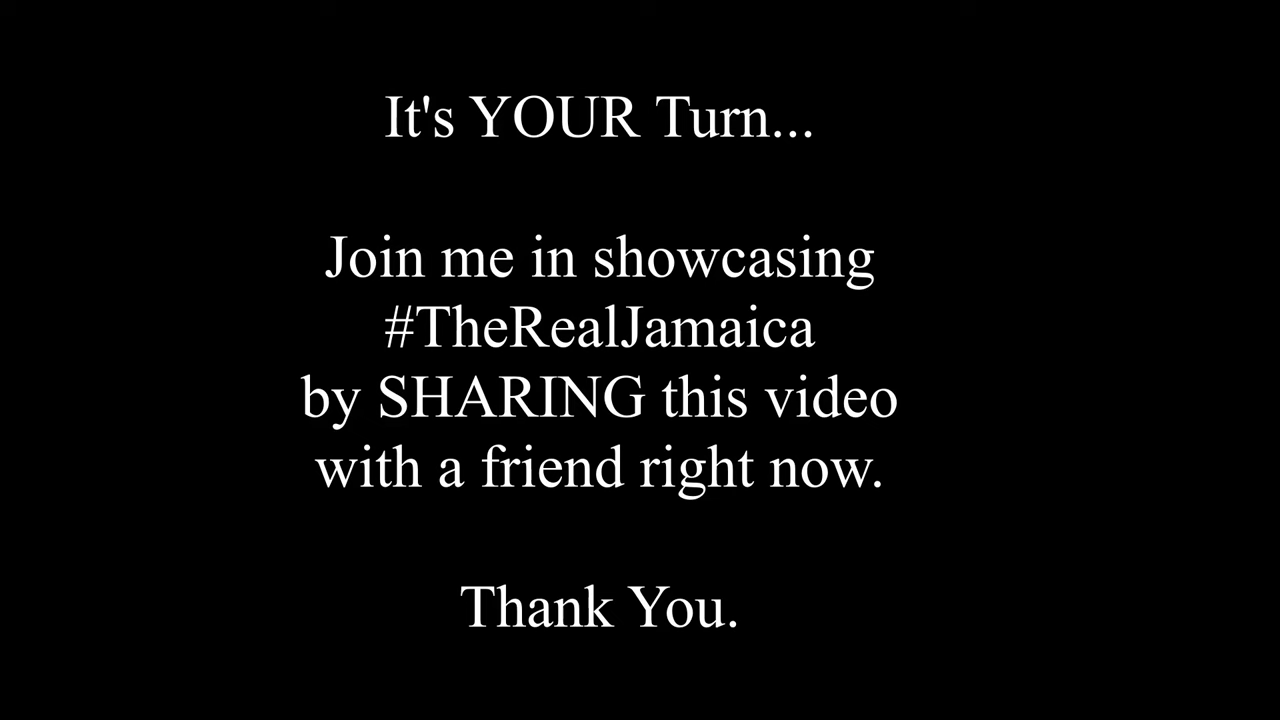 It's YOUR Turn...
Join me in showcasing
#TheRealJamaica
by SHARING this video
with a friend right now.
Thank You.